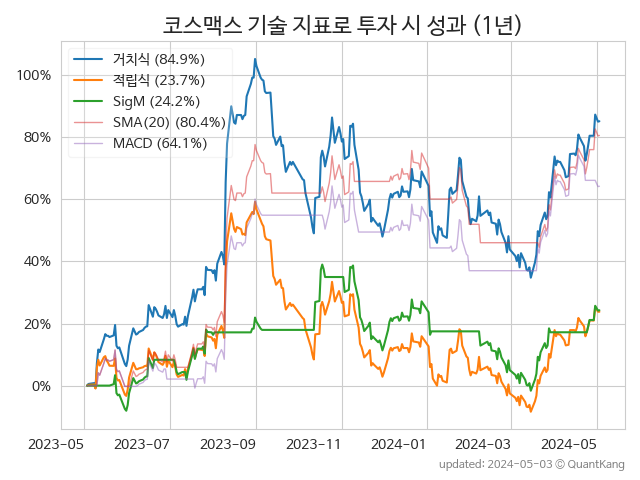 코스맥스 기술 지표로 투자 시 성과 (1년)
거치식 (84.9%)
적립식 (23.7%)
SigM (24.2%)
SMA(20) (80.4%)
MACD (64.1%)
100%
80%
60%
40%
20%
0%
2023-05 2023-07 2023-09 2023-11 2024-01 2024-03 2024-05
updated: 2024-05-03 © QuantKang